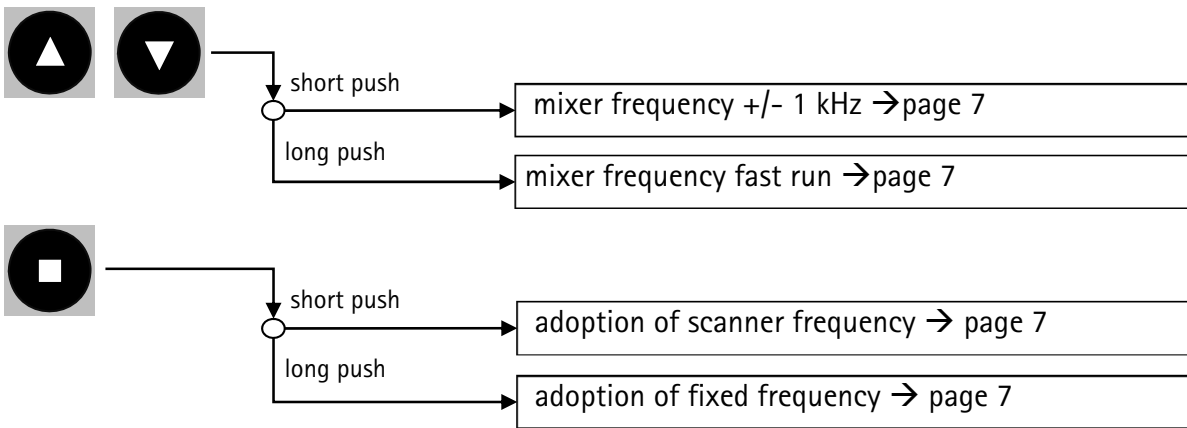 short push
mixer frequency +/- 1 kHz →page 7
long push
mixer frequency fast run →page 7
short push
adoption of scanner frequency → page 7
long push
adoption of fixed frequency → page 7